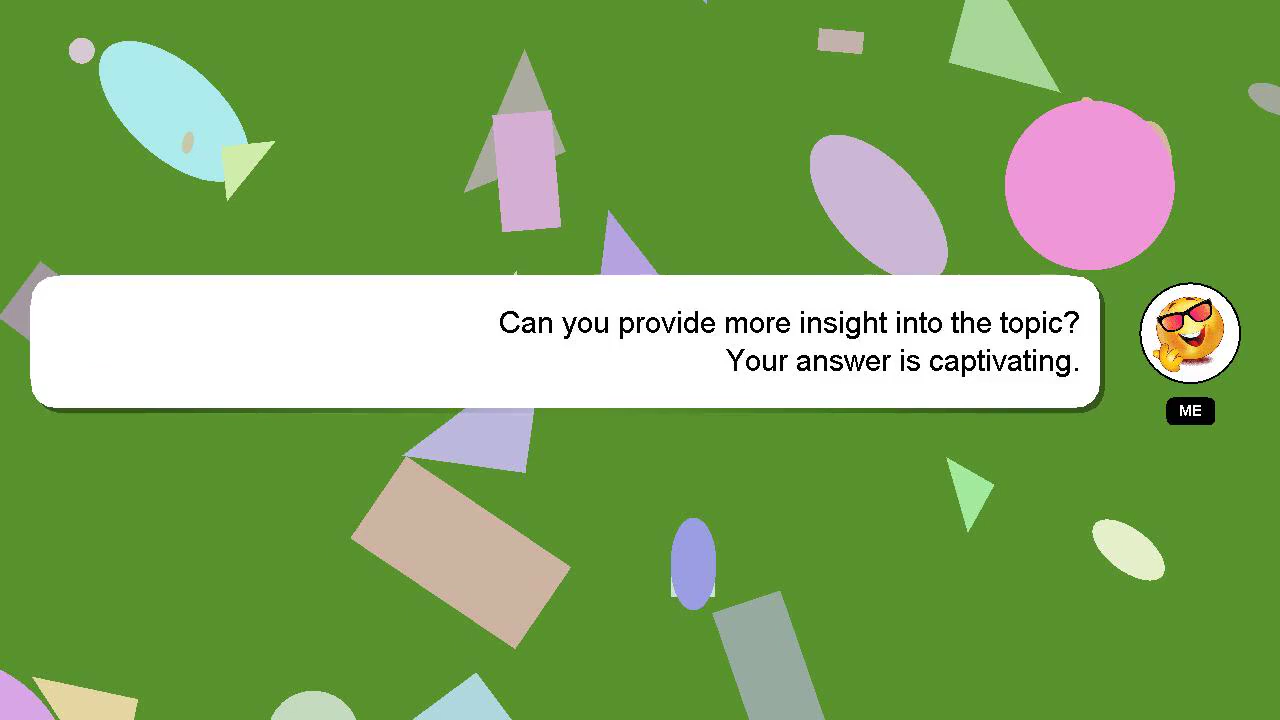 Can you provide more insight into the topic?
Your answer is captivating.
ME